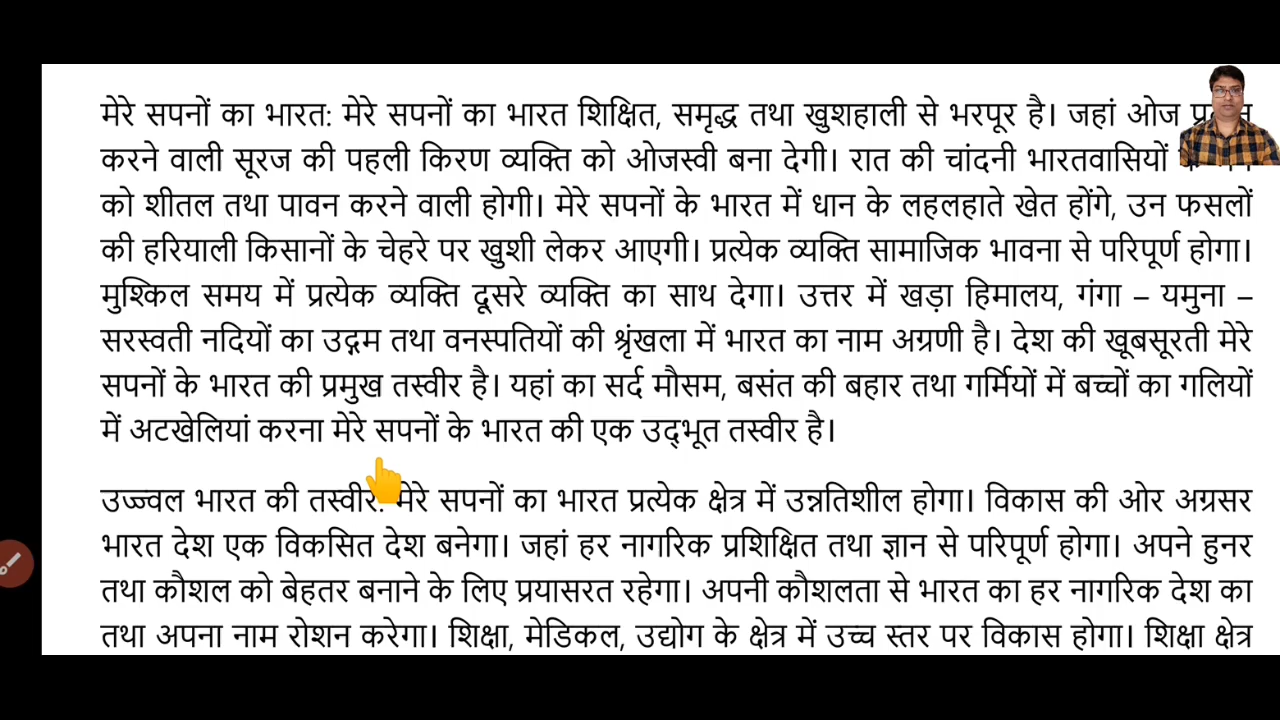 मेरे सपनों का भारत: मेरे सपनों का भारत शिक्षित, समृद्ध तथा खुशहाली से भरपूर है। जहां ओज
करने वाली सूरज की पहली किरण व्यक्ति को ओजस्वी बना देगी। रात की चांदनी भारतवासियों
को शीतल तथा पावन करने वाली होगी। मेरे सपनों के भारत में धान के लहलहाते खेत होंगे, उन फसलों
की हरियाली किसानों के चेहरे पर खुशी लेकर आएगी। प्रत्येक व्यक्ति सामाजिक भावना से परिपूर्ण होगा।
मुश्किल समय में प्रत्येक व्यक्ति दूसरे व्यक्ति का साथ देगा। उत्तर में खड़ा हिमालय, गंगा – यमुना –
सरस्वती नदियों का उद्गम तथा वनस्पतियों की श्रृंखला में भारत का नाम अग्रणी है। देश की खूबसूरती मेरे
सपनों के भारत की प्रमुख तस्वीर है। यहां का सर्द मौसम, बसंत की बहार तथा गर्मियों में बच्चों का गलियों
में अटखेलियां करना मेरे सपनों के भारत की एक उद्‌भूत तस्वीर है।
उज्ज्वल भारत की तस्वीर: मेरे सपनों का भारत प्रत्येक क्षेत्र में उन्नतिशील होगा। विकास की ओर अग्रसर
भारत देश एक विकसित देश बनेगा। जहां हर नागरिक प्रशिक्षित तथा ज्ञान से परिपूर्ण होगा। अपने हुनर
तथा कौशल को बेहतर बनाने के लिए प्रयासरत रहेगा। अपनी कौशलता से भारत का हर नागरिक देश का
तथा अपना नाम रोशन करेगा। शिक्षा, मेडिकल, उद्योग के क्षेत्र में उच्च स्तर पर विकास होगा। शिक्षा क्षेत्र